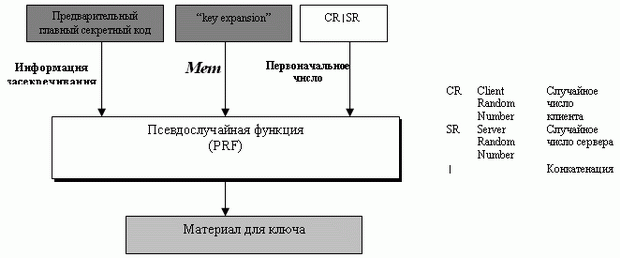 Предварительный
главный секретный код
“key expansion”
CR|SR
Информация
засекречивания
Мет
Первоначальное
число
Псевдослучайная функция
(PRF)
Материал для ключа
CR Client Случайное
Random число
Number клиента
SR Server Случайное
Random число сервера
Number
| Конкатенация